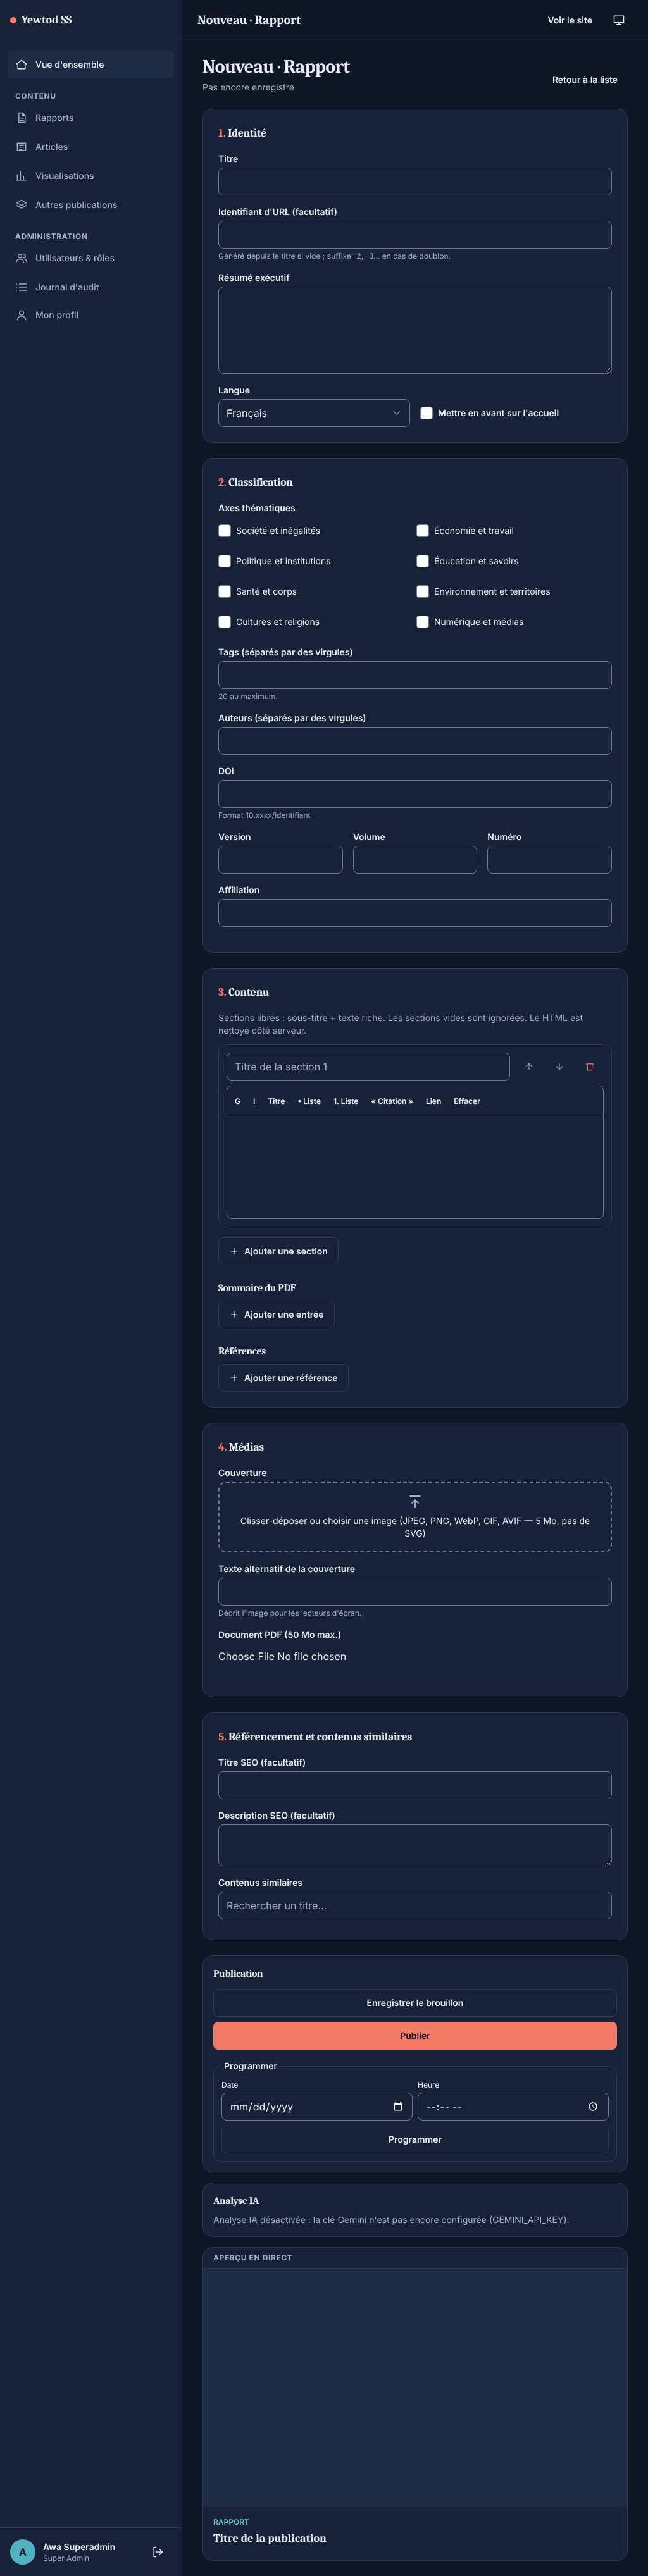 Yewtod SS
Vue d'ensemble
CONTENU
Rapports
Articles
Visualisations
Autres publications
ADMINISTRATION
Utilisateurs & rôles
Journal d'audit
Mon profil
A
Awa Superadmin
Super Admin
Nouveau · Rapport
Voir le site
Nouveau · Rapport
Pas encore enregistré
Retour à la liste
1. Identité
Titre
Identifiant d'URL (facultatif)
Généré depuis le titre si vide ; suffixe -2, -3… en cas de doublon.
Résumé exécutif
Langue
Français
Mettre en avant sur l'accueil
2. Classification
Axes thématiques
Société et inégalités
Économie et travail
Politique et institutions
Éducation et savoirs
Santé et corps
Environnement et territoires
Cultures et religions
Numérique et médias
Tags (séparés par des virgules)
20 au maximum.
Auteurs (séparés par des virgules)
DOI
Format 10.xxxx/identifiant
Version
Volume
Numéro
Affiliation
3. Contenu
Sections libres : sous-titre + texte riche. Les sections vides sont ignorées. Le HTML est
nettoyé côté serveur.
Titre de la section 1
G I Titre • Liste 1. Liste « Citation » Lien Effacer
Ajouter une section
Sommaire du PDF
Ajouter une entrée
Références
Ajouter une référence
4. Médias
Couverture
Glisser-déposer ou choisir une image (JPEG, PNG, WebP, GIF, AVIF — 5 Mo, pas de
SVG)
Texte alternatif de la couverture
Décrit l'image pour les lecteurs d'écran.
Document PDF (50 Mo max.)
Choose File No file chosen
5. Référencement et contenus similaires
Titre SEO (facultatif)
Description SEO (facultatif)
Contenus similaires
Rechercher un titre…
Publication
Enregistrer le brouillon
Publier
Programmer
Date
Heure
mm/dd/yyyy
--:-- --
Programmer
Analyse IA
Analyse IA désactivée : la clé Gemini n'est pas encore configurée (GEMINI_API_KEY).
APERÇU EN DIRECT
RAPPORT
Titre de la publication